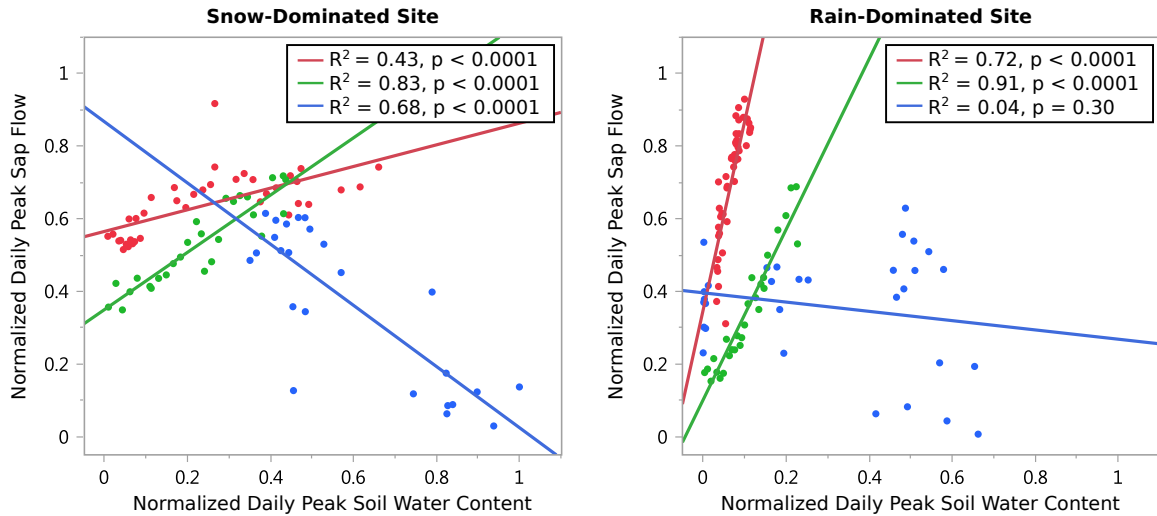 Snow-Dominated Site
R² = 0.43, p < 0.0001
R² = 0.83, p < 0.0001
R² = 0.68, p < 0.0001
Normalized Daily Peak Sap Flow
1
0.8
0.6
0.4
0.2
0
0
0.2
0.4
0.6
0.8
1
Normalized Daily Peak Soil Water Content
Rain-Dominated Site
R² = 0.72, p < 0.0001
R² = 0.91, p < 0.0001
R² = 0.04, p = 0.30
Normalized Daily Peak Sap Flow
1
0.8
0.6
0.4
0.2
0
0
0.2
0.4
0.6
0.8
1
Normalized Daily Peak Soil Water Content